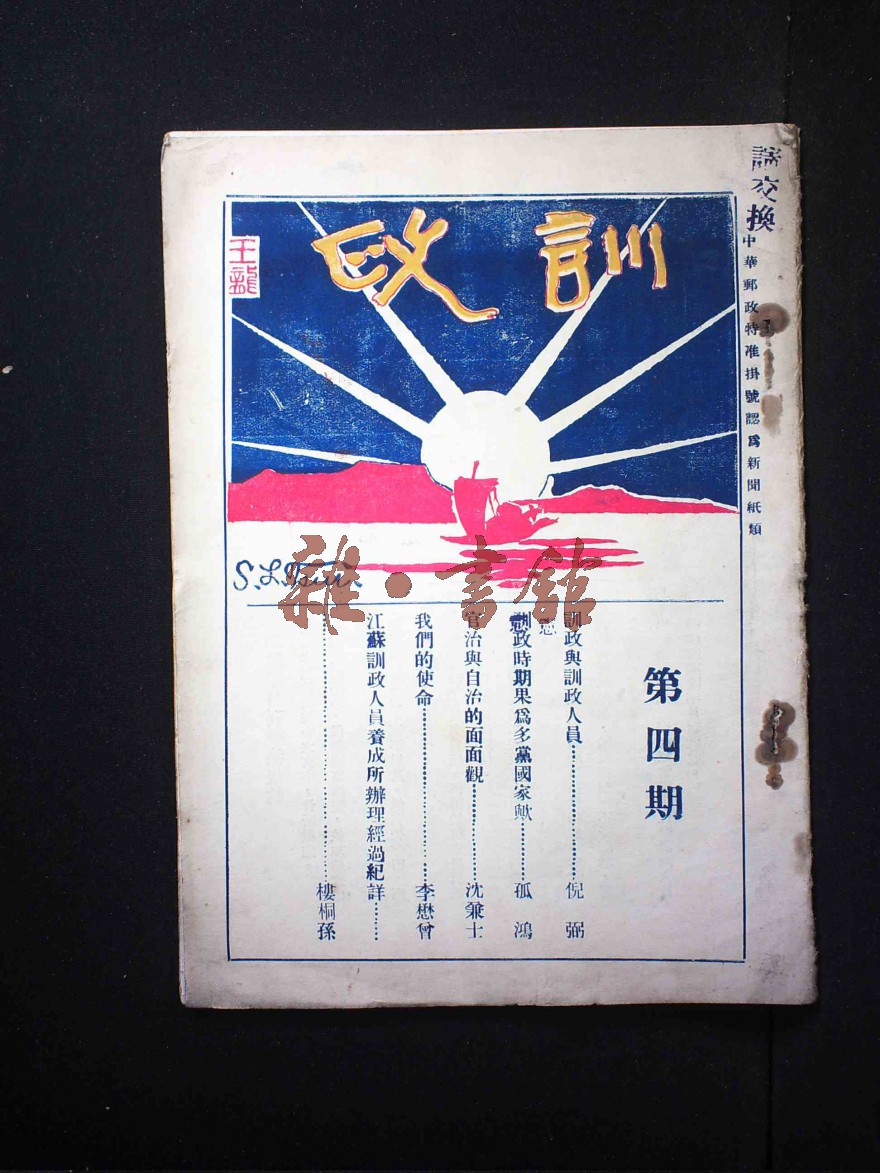 請交換
中華郵政特准掛號認爲新聞紙類
訓政
王龍
第四期
訓政與訓政人員……倪弼
憲
訓政時期果爲多黨國家歟……孤鴻
官治與自治的面面觀……沈兼士
我們的使命……李懋曾
江蘇訓政人員養成所辦理經過紀詳……
……樓桐孫
雜·書館